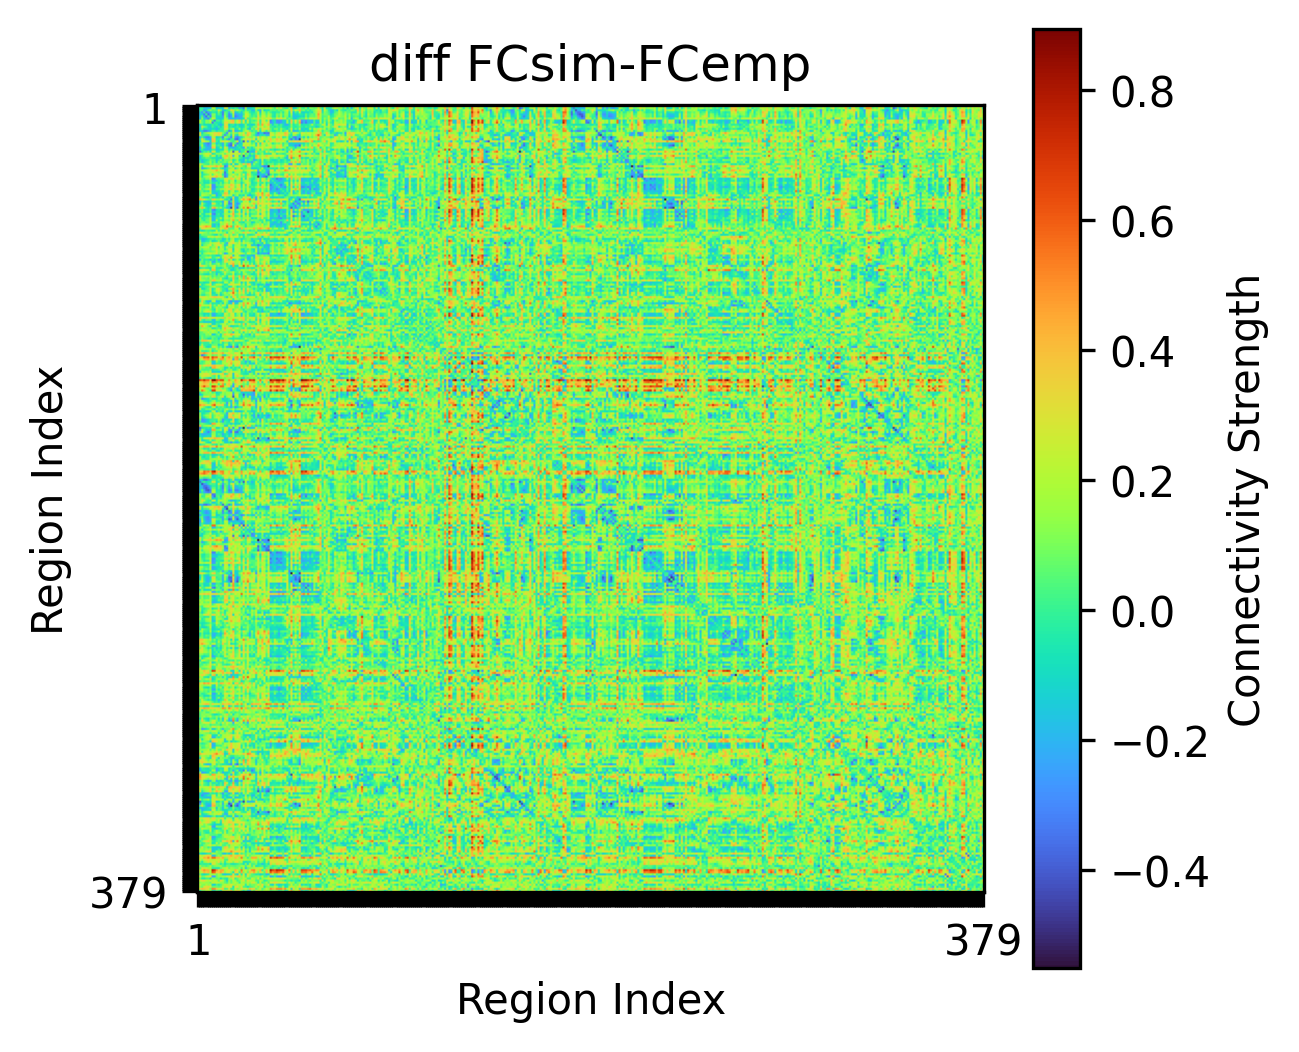 diff FCsim-FCemp
1
379
1
379
Region Index
Region Index
0.8
0.6
0.4
0.2
0.0
−0.2
−0.4
Connectivity Strength